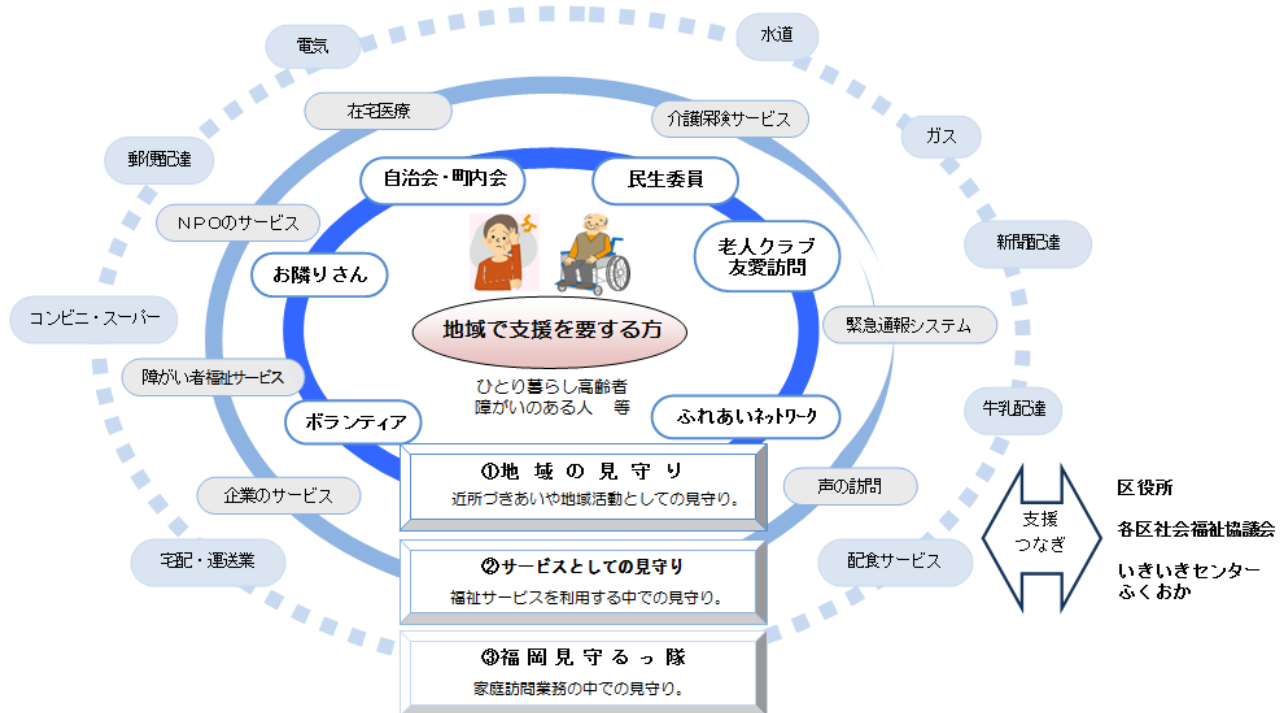 電気
水道
在宅医療
介護保険サービス
ガス
郵便配達
自治会・町内会
民生委員
NPOのサービス
老人クラブ
友愛訪問
新聞配達
お隣りさん
コンビニ・スーパー
地域で支援を要する方
緊急通報システム
障がい者福祉サービス
ひとり暮らし高齢者
障がいのある人　等
ボランティア
ふれあいネットワーク
牛乳配達
①地域の見守り
近所づきあいや地域活動としての見守り。
企業のサービス
声の訪問
区役所
支援
つなぎ
各区社会福祉協議会
いきいきセンター
ふくおか
宅配・運送業
配食サービス
②サービスとしての見守り
福祉サービスを利用する中での見守り。
③福岡見守るっ隊
家庭訪問業務の中での見守り。